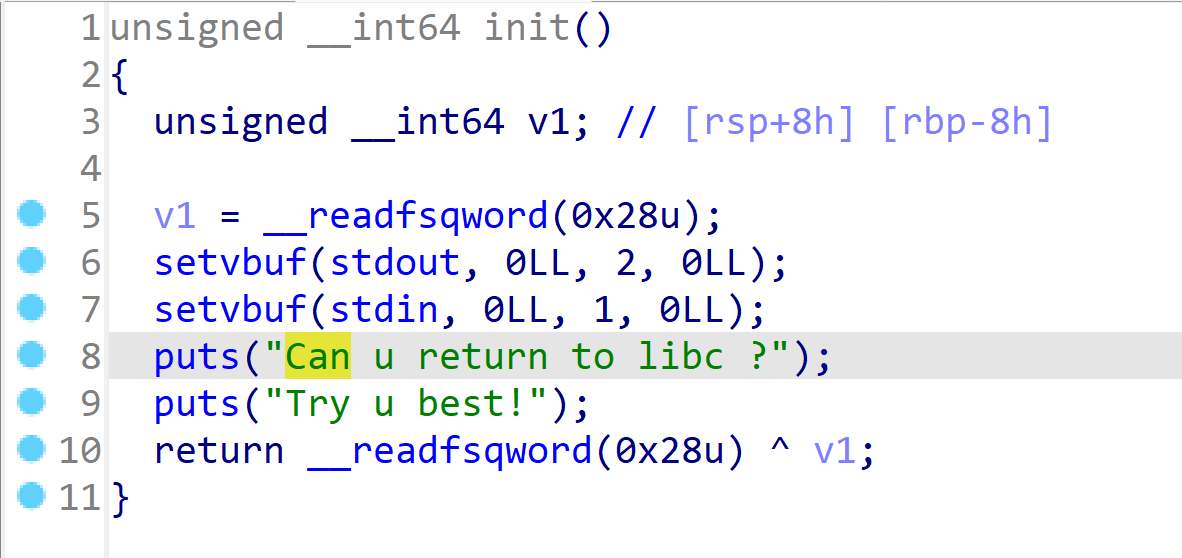 1 unsigned __int64 init()
2 {
3 unsigned __int64 v1; // [rsp+8h] [rbp-8h]
4
5 v1 = __readfsqword(0x28u);
6 setvbuf(stdout, 0LL, 2, 0LL);
7 setvbuf(stdin, 0LL, 1, 0LL);
8 puts("Can u return to libc ?");
9 puts("Try u best!");
10 return __readfsqword(0x28u) ^ v1;
11 }